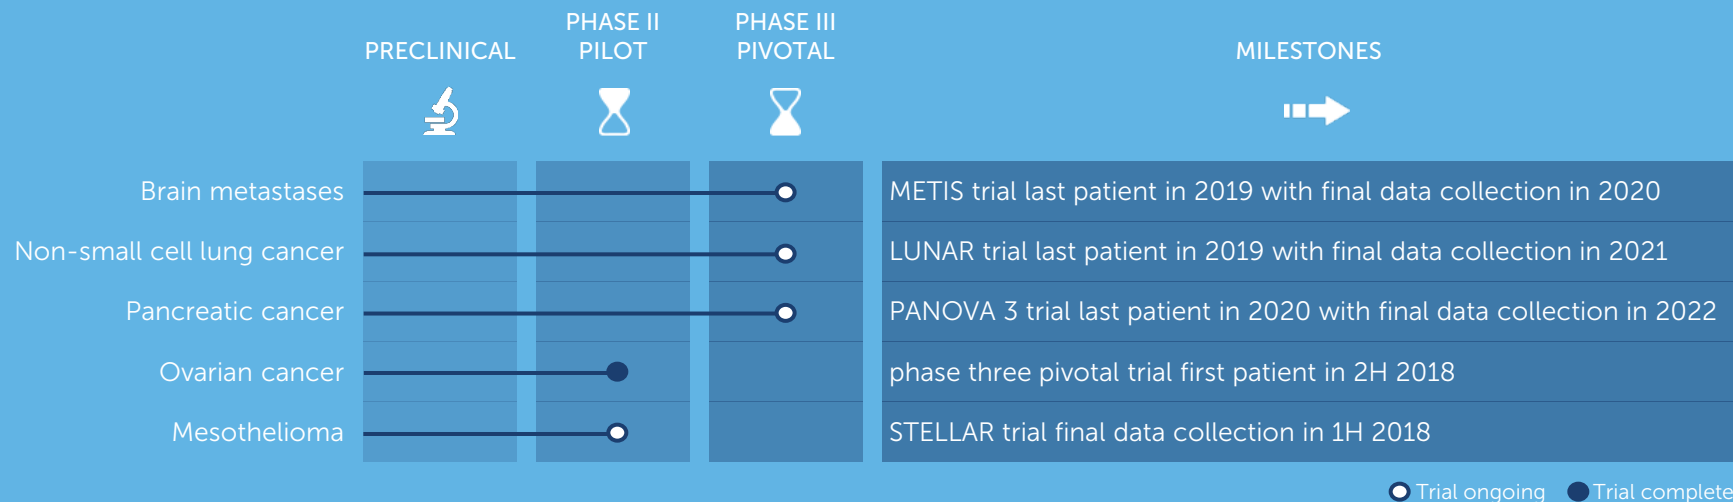 PRECLINICAL
PHASE II
PILOT
PHASE III
PIVOTAL
MILESTONES
Brain metastases
METIS trial last patient in 2019 with final data collection in 2020
Non-small cell lung cancer
LUNAR trial last patient in 2019 with final data collection in 2021
Pancreatic cancer
PANOVA 3 trial last patient in 2020 with final data collection in 2022
Ovarian cancer
phase three pivotal trial first patient in 2H 2018
Mesothelioma
STELLAR trial final data collection in 1H 2018
Trial ongoing
Trial complete